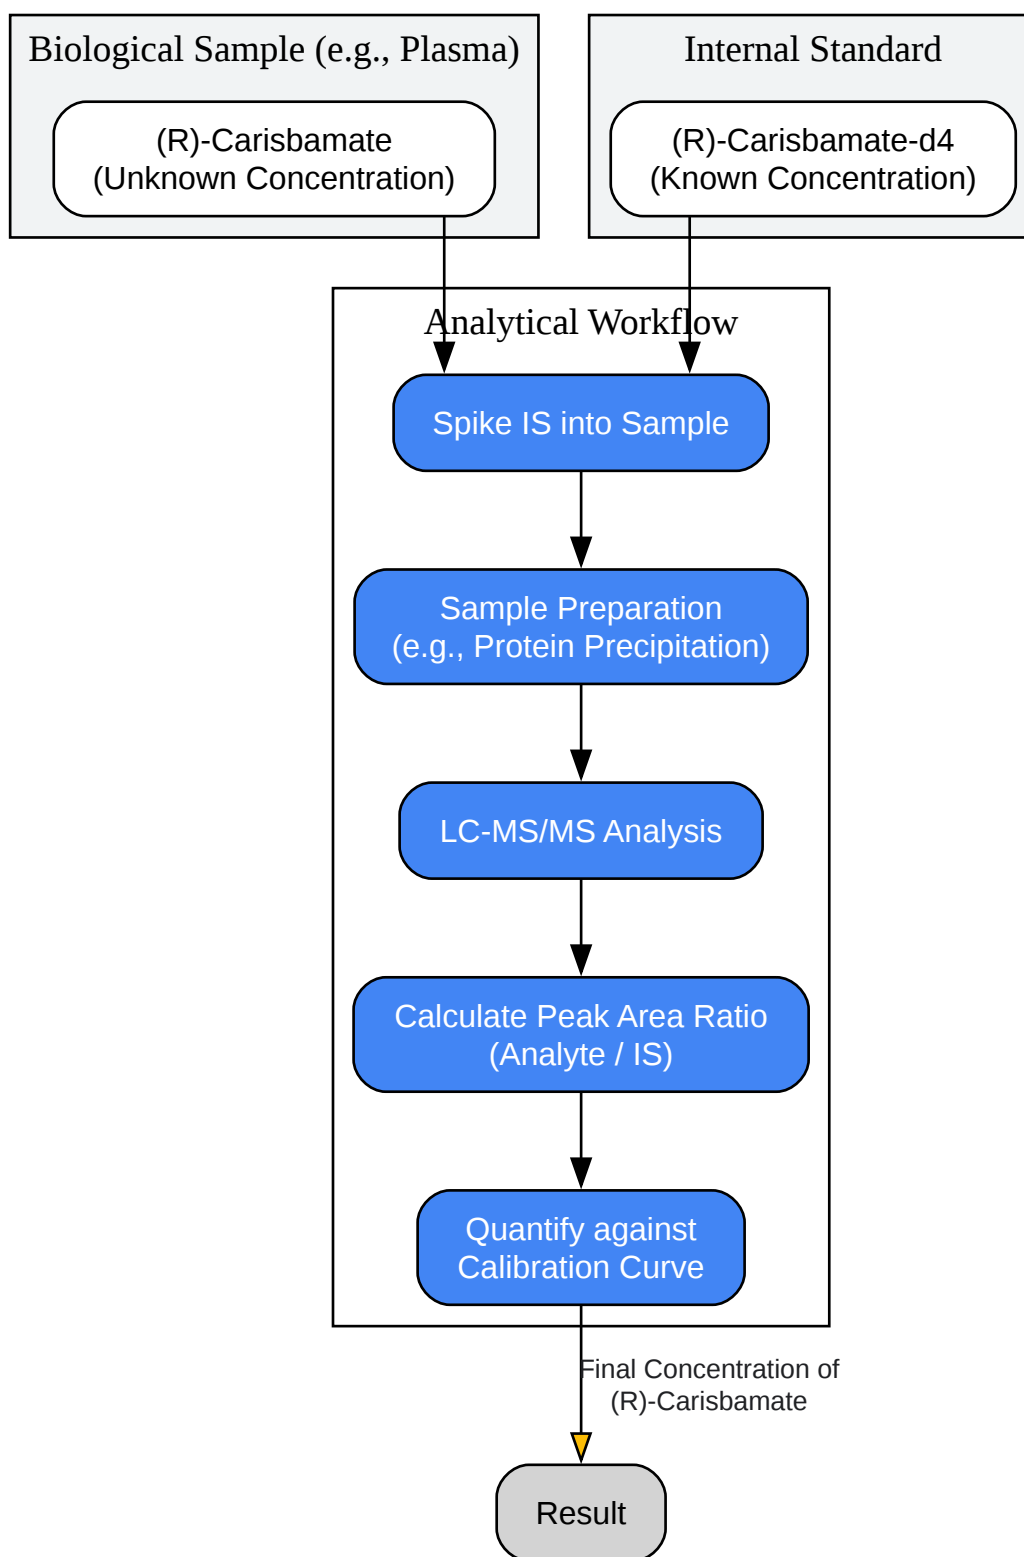 Biological Sample (e.g., Plasma)
(R)-Carisbamate
(Unknown Concentration)
Internal Standard
(R)-Carisbamate-d4
(Known Concentration)
Analytical Workflow
Spike IS into Sample
Sample Preparation
(e.g., Protein Precipitation)
LC-MS/MS Analysis
Calculate Peak Area Ratio
(Analyte / IS)
Quantify against
Calibration Curve
Final Concentration of
(R)-Carisbamate
Result